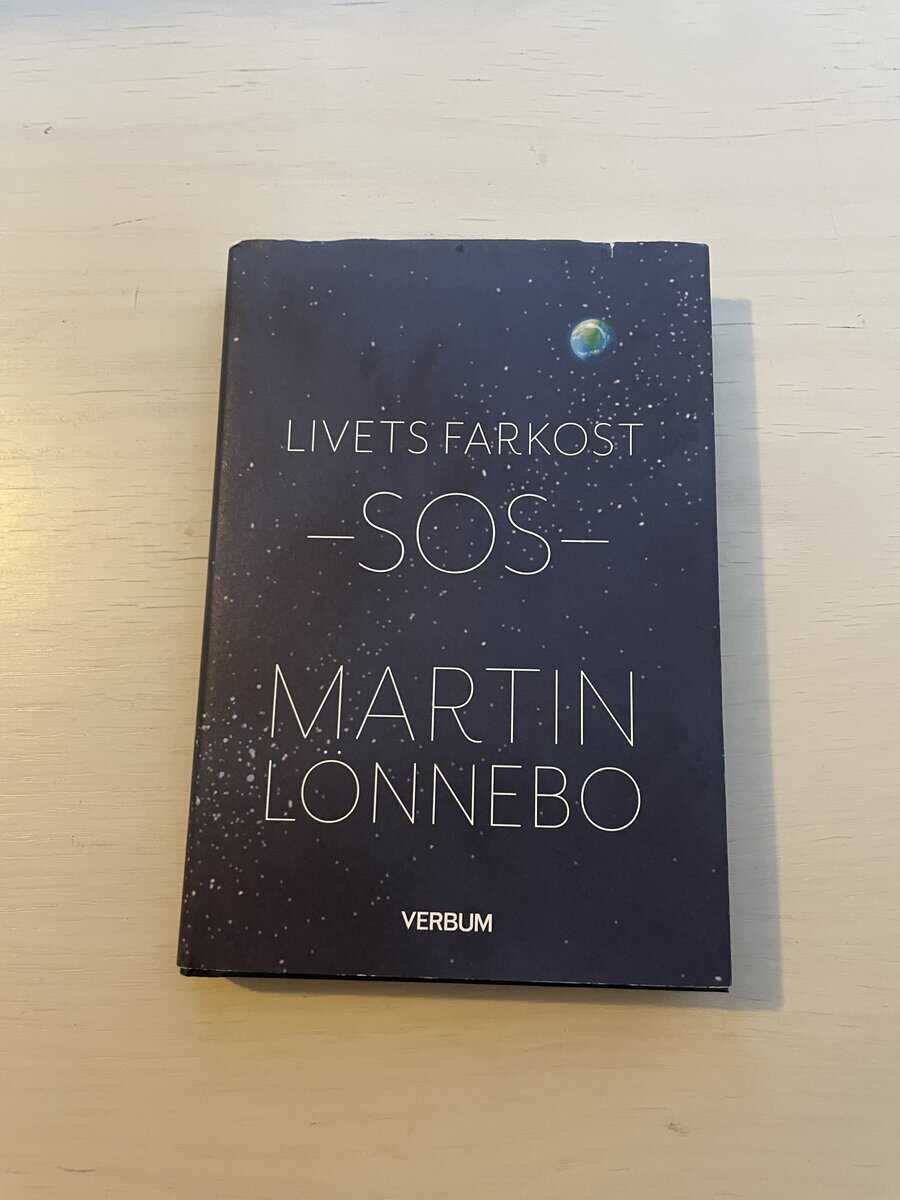 LIVETS FARKOST
–SOS–
MARTIN
LÖNNEBO
VERBUM